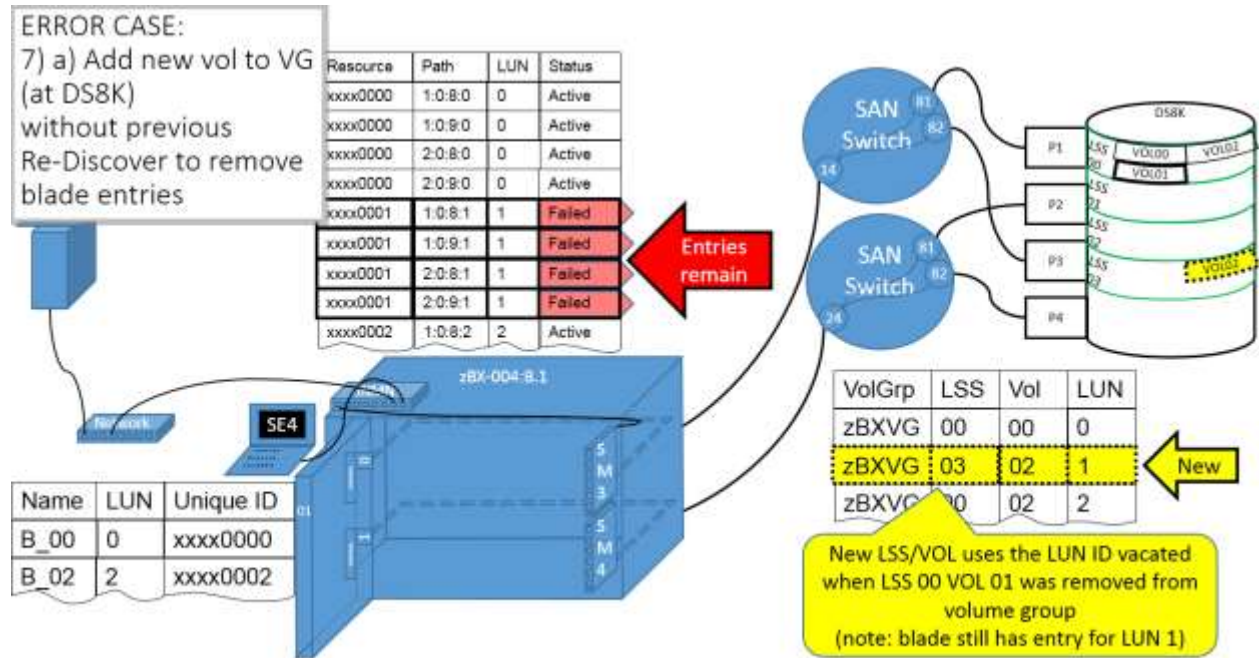 ERROR CASE:
7) a) Add new vol to VG
(at DS8K)
without previous
Re-Discover to remove
blade entries
Resource Path LUN Status
xxxx0000 1:0:8:0 0 Active
xxxx0000 1:0:9:0 0 Active
xxxx0000 2:0:8:0 0 Active
xxxx0000 2:0:9:0 0 Active
xxxx0001 1:0:8:1 1 Failed
xxxx0001 1:0:9:1 1 Failed
xxxx0001 2:0:8:1 1 Failed
xxxx0001 2:0:9:1 1 Failed
xxxx0002 1:0:8:2 2 Active
Entries
remain
SAN
Switch
81
82
14
SAN
Switch
81
82
24
P1
P2
P3
P4
DS8K
LSS
00
VOL00
VOL02
VOL01
LSS
01
LSS
02
LSS
03
VOL02
zBX-004:B.1
Network
SE4
01
1
S
M
3
S
M
4
Name LUN Unique ID
B_00 0 xxxx0000
B_02 2 xxxx0002
VolGrp LSS Vol LUN
zBXVG 00 00 0
zBXVG 03 02 1
zBXVG 00 02 2
New
New LSS/VOL uses the LUN ID vacated
when LSS 00 VOL 01 was removed from
volume group
(note: blade still has entry for LUN 1)